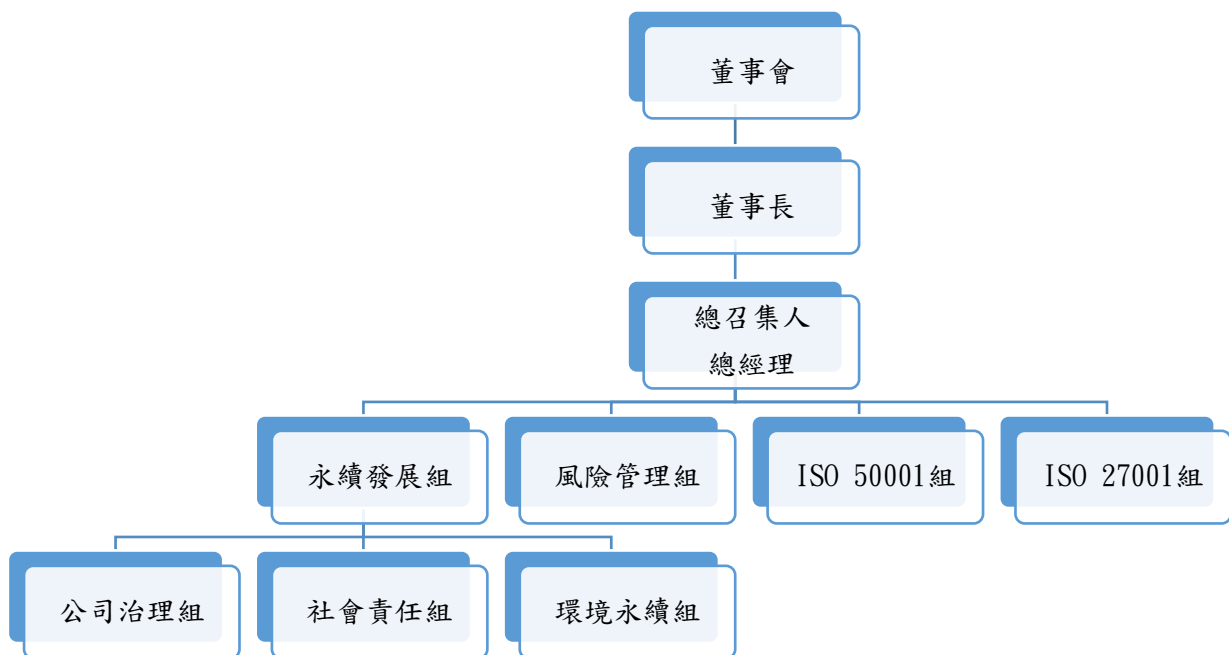 董事會
董事長
總召集人
總經理
永續發展組
風險管理組
ISO 50001組
ISO 27001組
公司治理組
社會責任組
環境永續組